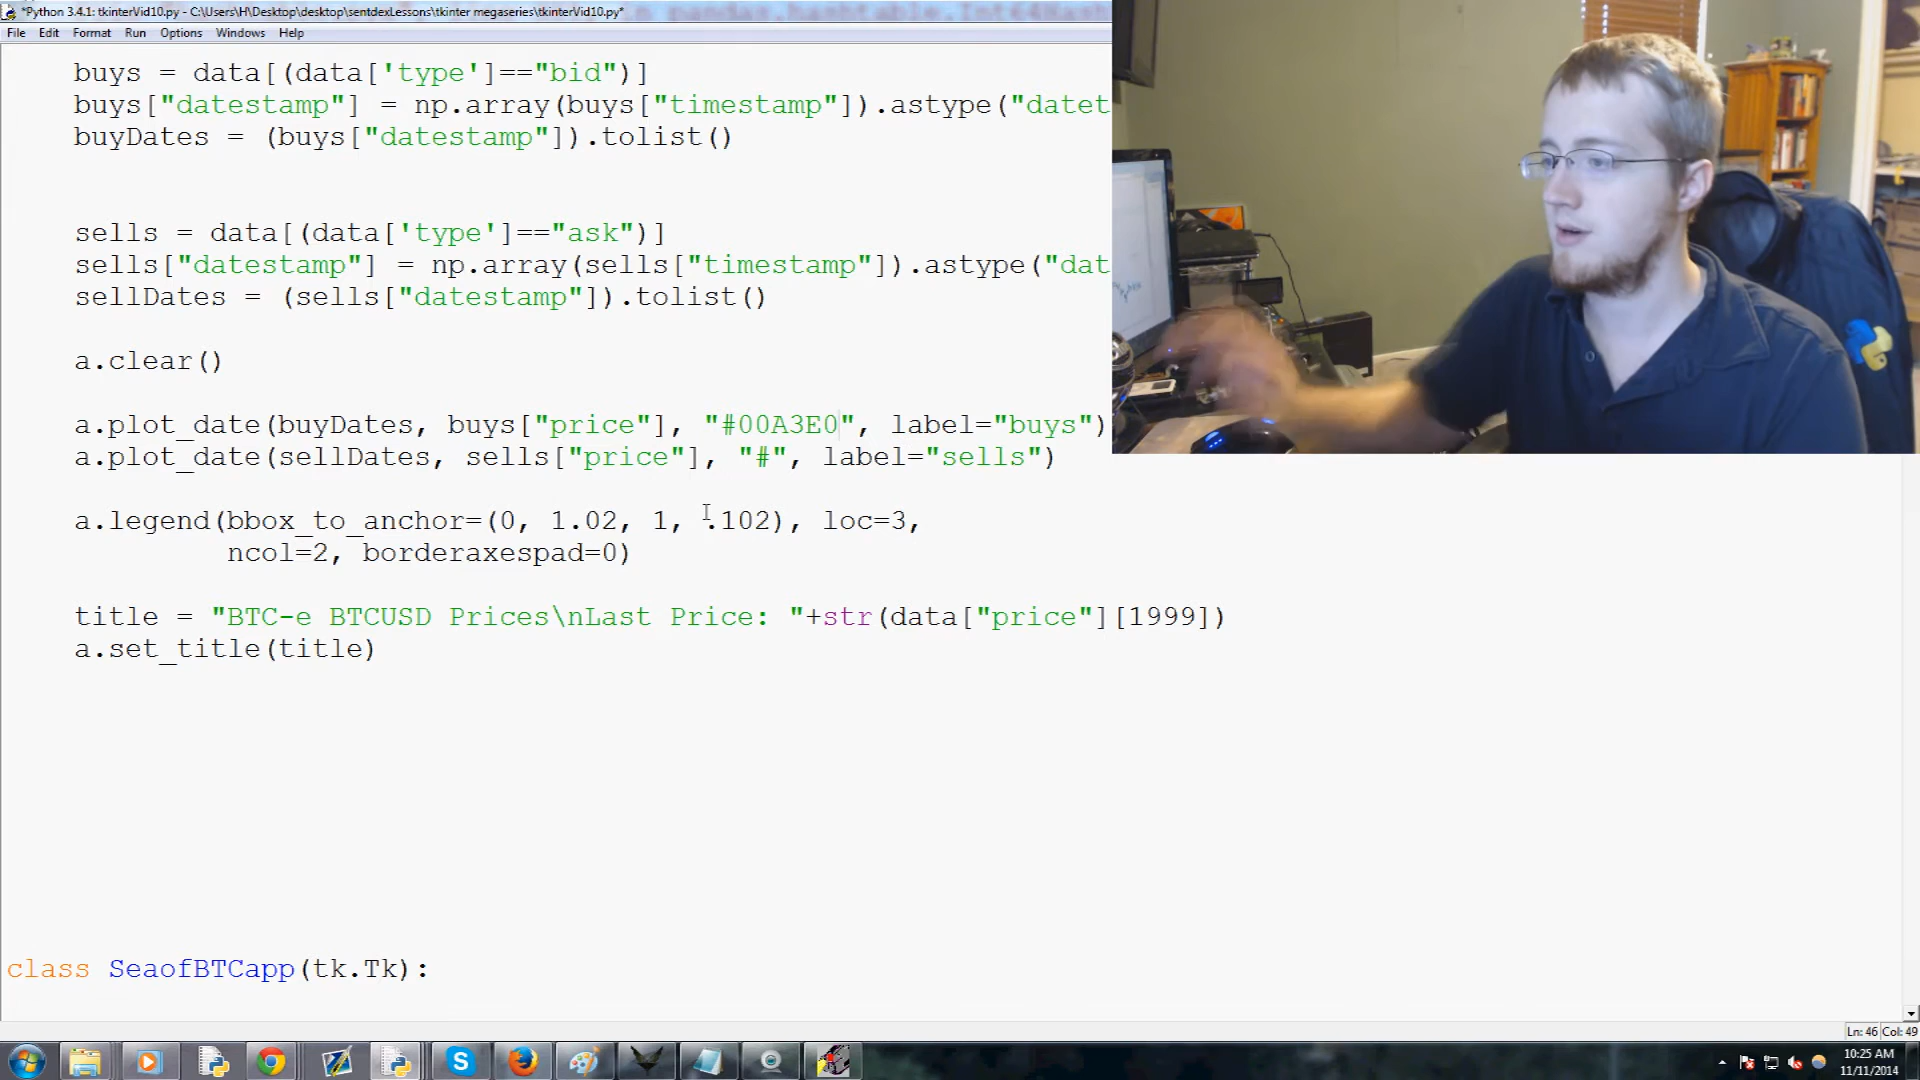 *Python 3.4.1: tkinterVid10.py - C:\Users\H\Desktop\desktop\sentdexLessons\tkinter megaseries\tkinterVid10.py*
File Edit Format Run Options Windows Help
buys = data[(data['type']=="bid")]
buys["datestamp"] = np.array(buys["timestamp"]).astype("datet
buyDates = (buys["datestamp"]).tolist()
sells = data[(data['type']=="ask")]
sells["datestamp"] = np.array(sells["timestamp"]).astype("dat
sellDates = (sells["datestamp"]).tolist()
a.clear()
a.plot_date(buyDates, buys["price"], "#00A3E0", label="buys")
a.plot_date(sellDates, sells["price"], "#", label="sells")
a.legend(bbox_to_anchor=(0, 1.02, 1, .102), loc=3,
ncol=2, borderaxespad=0)
title = "BTC-e BTCUSD Prices\nLast Price: "+str(data["price"][1999])
a.set_title(title)
class SeaofBTCapp(tk.Tk):
Ln: 46 Col: 49
10:25 AM
11/11/2014